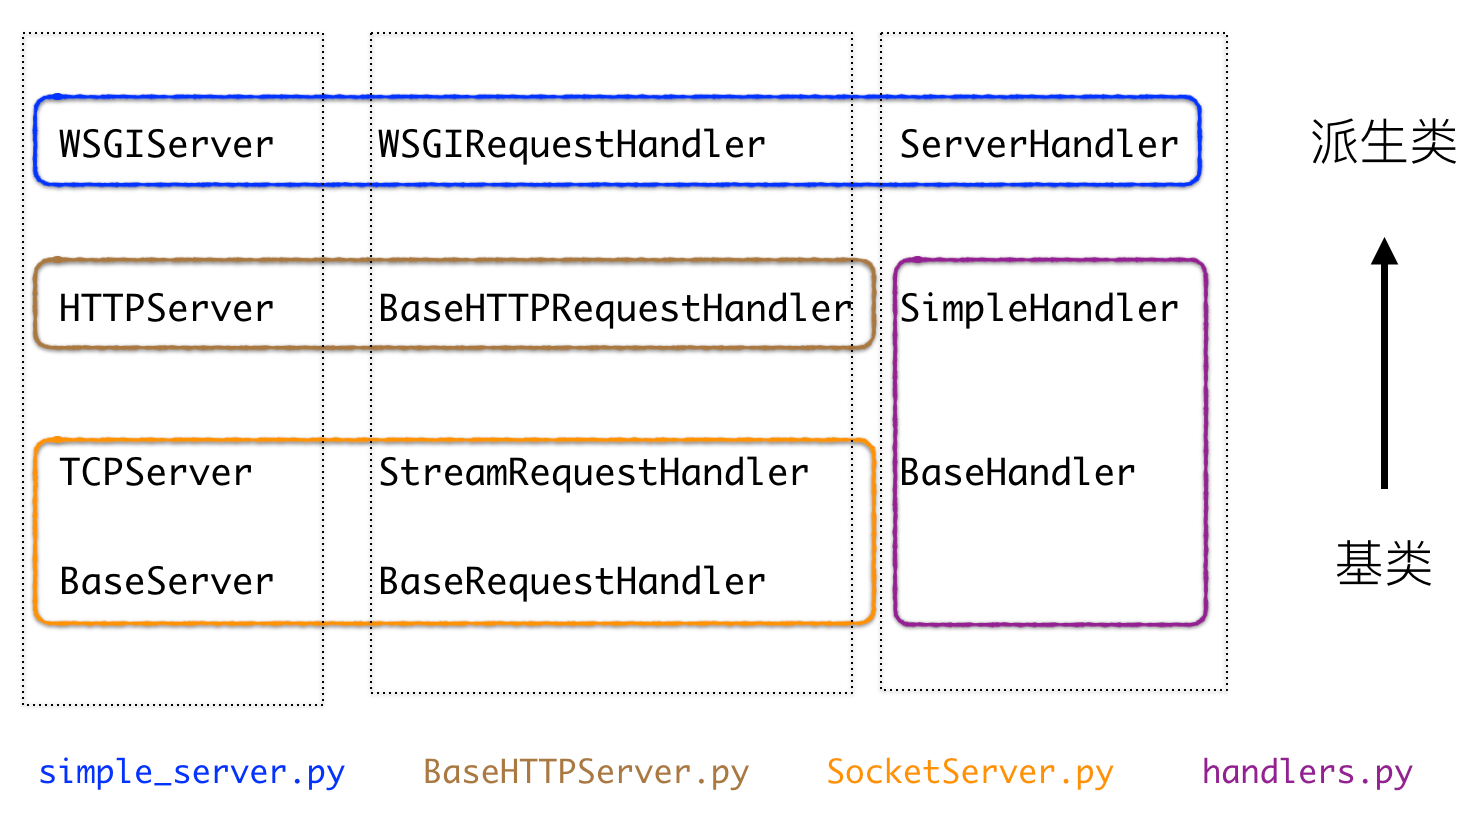 WSGIServer WSGIRequestHandler ServerHandler 派生类
HTTPServer BaseHTTPRequestHandler SimpleHandler
TCPServer StreamRequestHandler BaseHandler
BaseServer BaseRequestHandler 基类
simple_server.py BaseHTTPServer.py SocketServer.py handlers.py